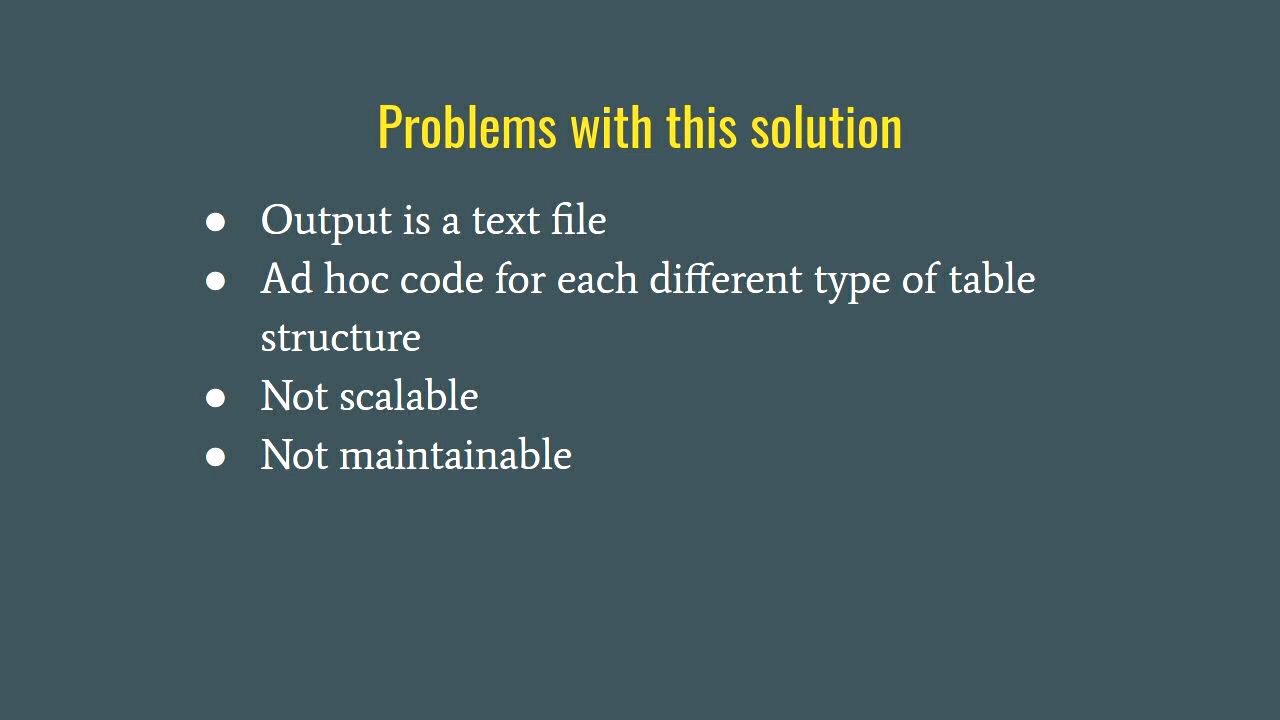 Problems with this solution
● Output is a text file
● Ad hoc code for each different type of table
structure
● Not scalable
● Not maintainable